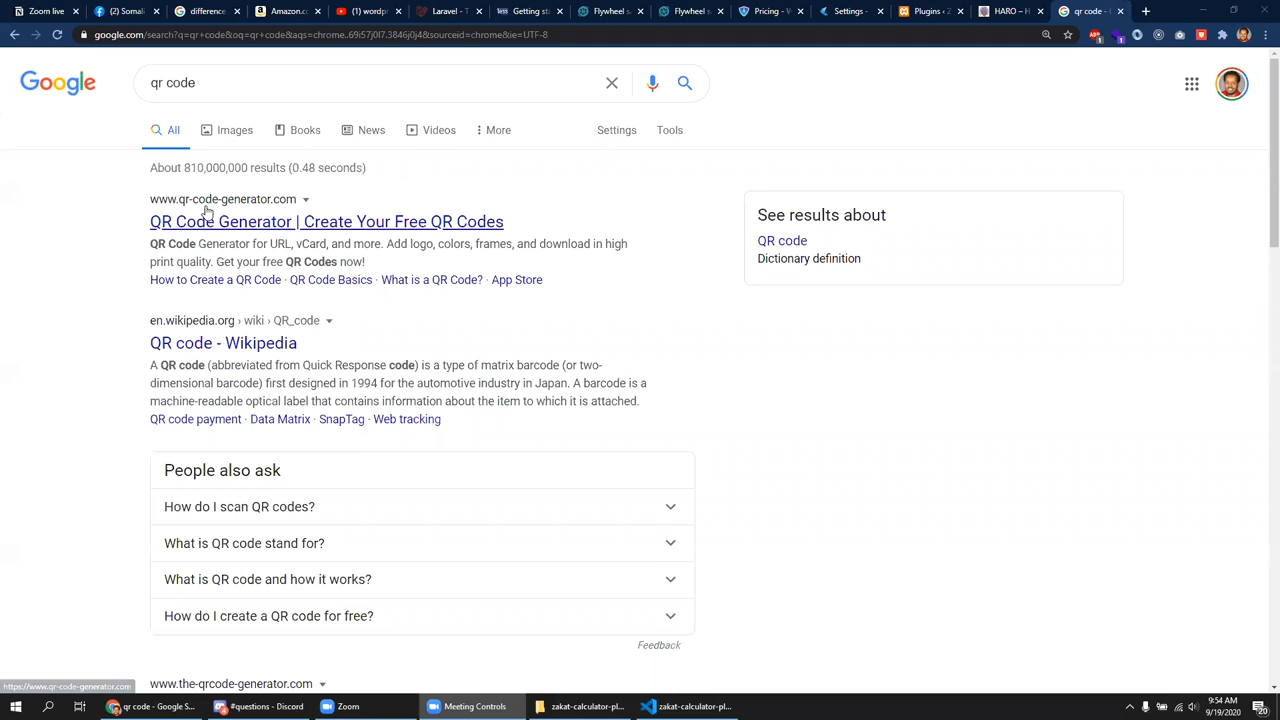 Zoom live
Somali
difference
Amazon.co
(1) wordpr
Laravel - T
Getting sta
Flywheel s
Flywheel s
Pricing - W
Settings -
Plugins ‹ Z
HARO -
qr code -
google.com/search?q=qr+code&oq=qr+code&aqs=chrome..69i57j0l7.3846j0j4&sourceid=chrome&ie=UTF-8
Google
qr code
All
Images
Books
News
Videos
More
Settings
Tools
About 810,000,000 results (0.48 seconds)
www.qr-code-generator.com
QR Code Generator | Create Your Free QR Codes
QR Code Generator for URL, vCard, and more. Add logo, colors, frames, and download in high
print quality. Get your free QR Codes now!
How to Create a QR Code · QR Code Basics · What is a QR Code? · App Store
See results about
QR code
Dictionary definition
en.wikipedia.org › wiki › QR_code
QR code - Wikipedia
A QR code (abbreviated from Quick Response code) is a type of matrix barcode (or two-
dimensional barcode) first designed in 1994 for the automotive industry in Japan. A barcode is a
machine-readable optical label that contains information about the item to which it is attached.
QR code payment · Data Matrix · SnapTag · Web tracking
People also ask
How do I scan QR codes?
What is QR code stand for?
What is QR code and how it works?
How do I create a QR code for free?
Feedback
www.the-qrcode-generator.com
https://www.qr-code-generator.com
qr code - Google S...
#questions - Discord
Zoom
Meeting Controls
zakat-calculator-pl...
zakat-calculator-pl...
9:54 AM
9/19/2020
20